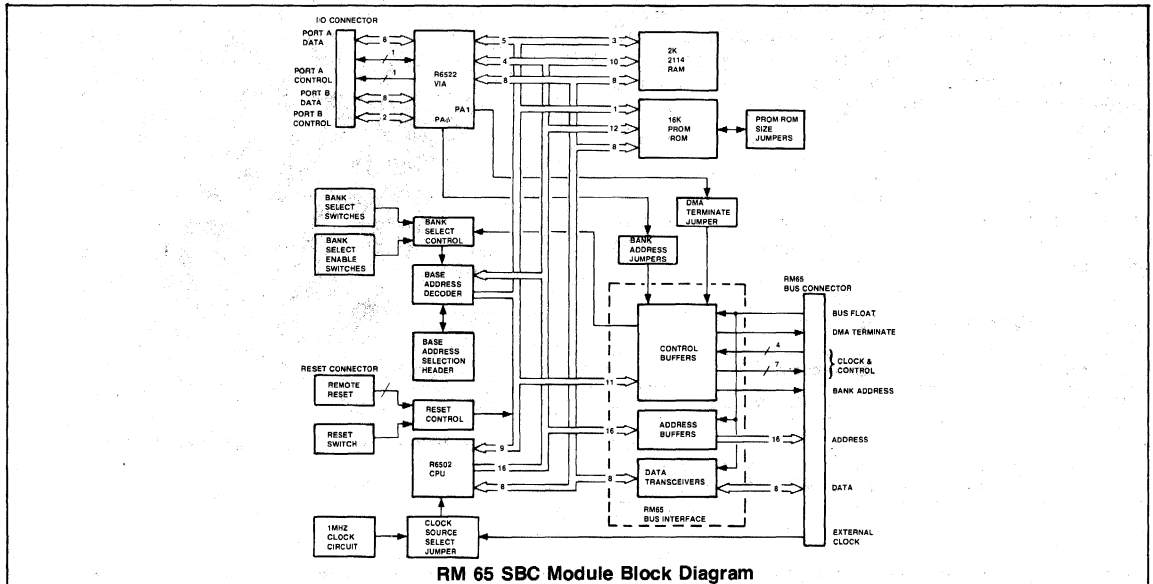 I/O CONNECTOR
PORT A
DATA
6
1
PORT A
CONTROL
1
PORT B
DATA
8
PORT B
CONTROL
2
R6522
VIA
PA1
PA6
5
4
8
3
10
8
2K
2114
RAM
1
12
8
16K
PROM
ROM
PROM ROM
SIZE
JUMPERS
DMA
TERMINATE
JUMPER
BANK
ADDRESS
JUMPERS
BANK
SELECT
SWITCHES
BANK
SELECT
ENABLE
SWITCHES
BANK
SELECT
CONTROL
BASE
ADDRESS
DECODER
BASE
ADDRESS
SELECTION
HEADER
RESET CONNECTOR
REMOTE
RESET
RESET
SWITCH
RESET
CONTROL
R6502
CPU
9
16
8
1MHZ
CLOCK
CIRCUIT
CLOCK
SOURCE
SELECT
JUMPER
11
CONTROL
BUFFERS
16
ADDRESS
BUFFERS
8
DATA
TRANSCEIVERS
RM65
BUS INTERFACE
RM65
BUS CONNECTOR
BUS FLOAT
DMA TERMINATE
4
7
CLOCK &
CONTROL
BANK ADDRESS
16
ADDRESS
8
DATA
EXTERNAL
CLOCK
RM 65 SBC Module Block Diagram